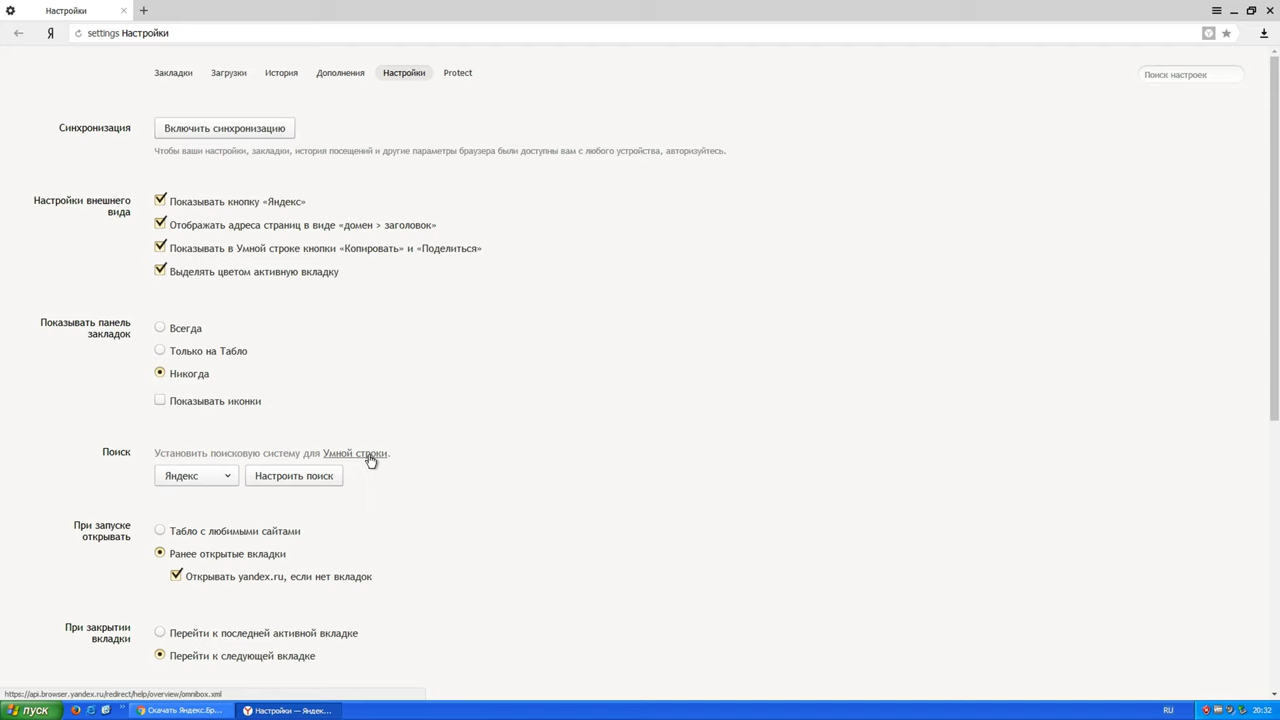 Настройки
settings Настройки
Закладки Загрузки История Дополнения Настройки Protect
Поиск настроек
Синхронизация
Включить синхронизацию
Чтобы ваши настройки, закладки, история посещений и другие параметры браузера были доступны вам с любого устройства, авторизуйтесь.
Настройки внешнего
вида
Показывать кнопку «Яндекс»
Отображать адреса страниц в виде «домен > заголовок»
Показывать в Умной строке кнопки «Копировать» и «Поделиться»
Выделять цветом активную вкладку
Показывать панель
закладок
Всегда
Только на Табло
Никогда
Показывать иконки
Поиск
Установить поисковую систему для Умной строки.
Яндекс
Настроить поиск
При запуске
открывать
Табло с любимыми сайтами
Ранее открытые вкладки
Открывать yandex.ru, если нет вкладок
При закрытии
вкладки
Перейти к последней активной вкладке
Перейти к следующей вкладке
https://api.browser.yandex.ru/redirect/help/overview/omnibox.xml
пуск
Скачать Яндекс.Бр...
Настройки — Яндек...
RU
20:32